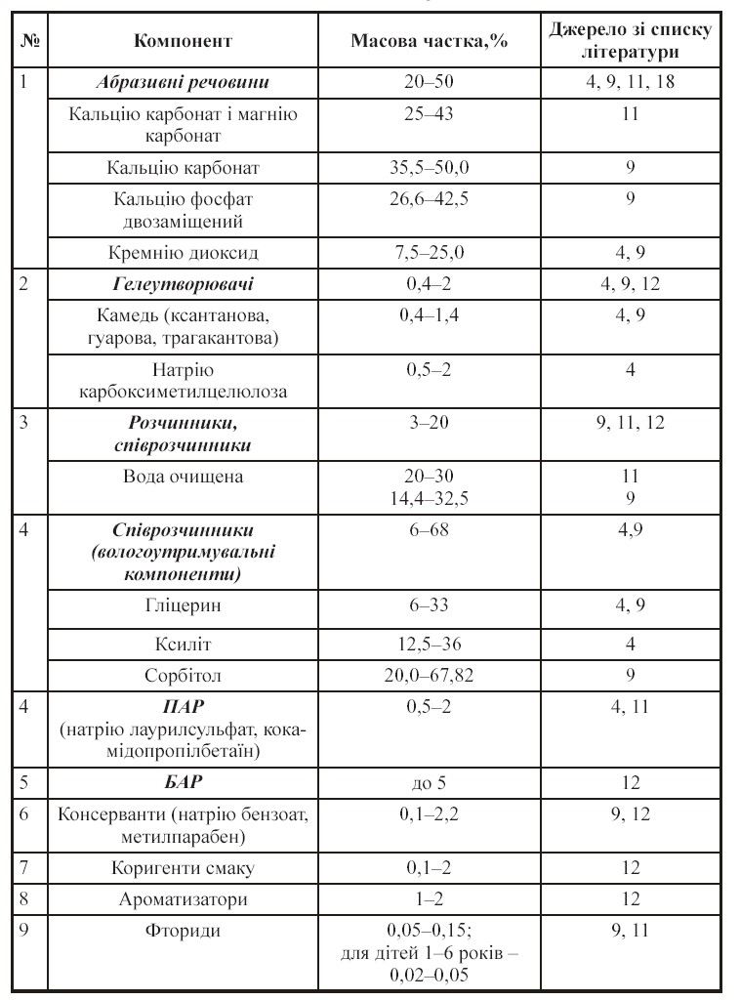 №
Компонент
Масова частка,%
Джерело зі списку
літератури
1
Абразивні речовини
20–50
4, 9, 11, 18
Кальцію карбонат і магнію
карбонат
25–43
11
Кальцію карбонат
35,5–50,0
9
Кальцію фосфат
двозаміщений
26,6–42,5
9
Кремнію диоксид
7,5–25,0
4, 9
2
Гелеутворювачі
0,4–2
4, 9, 12
Камедь (ксантанова,
гуарова, трагакантова)
0,4–1,4
4, 9
Натрію
карбоксиметилцелюлоза
0,5–2
4
3
Розчинники,
співрозчинники
3–20
9, 11, 12
Вода очищена
20–30
14,4–32,5
11
9
4
Співрозчинники
(вологоутримувальні
компоненти)
6–68
4,9
Гліцерин
6–33
4, 9
Ксиліт
12,5–36
4
Сорбітол
20,0–67,82
9
4
ПАР
(натрію лаурилсульфат, кока-
мідопропілбетаїн)
0,5–2
4, 11
5
БАР
до 5
12
6
Консерванти (натрію бензоат,
метилпарабен)
0,1–2,2
9, 12
7
Коригенти смаку
0,1–2
12
8
Ароматизатори
1–2
12
9
Фториди
0,05–0,15;
для дітей 1–6 років –
0,02–0,05
9, 11